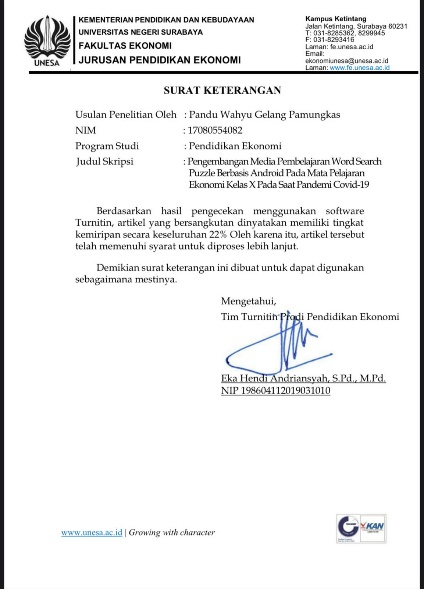 KEMENTERIAN PENDIDIKAN DAN KEBUDAYAAN
UNIVERSITAS NEGERI SURABAYA
FAKULTAS EKONOMI
JURUSAN PENDIDIKAN EKONOMI
UNESA
Kampus Ketintang
Jalan Ketintang, Surabaya 60231
T: 031-8285362, 8299945
F: 031-8293416
Laman: fe.unesa.ac.id
Email:
ekonomiunesa@unesa.ac.id
Laman: www.fe.unesa.ac.id
SURAT KETERANGAN
Usulan Penelitian Oleh : Pandu Wahyu Gelang Pamungkas
NIM : 17080554082
Program Studi : Pendidikan Ekonomi
Judul Skripsi : Pengembangan Media Pembelajaran Word Search
Puzzle Berbasis Android Pada Mata Pelajaran
Ekonomi Kelas X Pada Saat Pandemi Covid-19
Berdasarkan hasil pengecekan menggunakan software
Turnitin, artikel yang bersangkutan dinyatakan memiliki tingkat
kemiripan secara keseluruhan 22% Oleh karena itu, artikel tersebut
telah memenuhi syarat untuk diproses lebih lanjut.
Demikian surat keterangan ini dibuat untuk dapat digunakan
sebagaimana mestinya.
Mengetahui,
Tim Turnitin Prodi Pendidikan Ekonomi
Eka Hendi Andriansyah, S.Pd., M.Pd.
NIP 198604112019031010
www.unesa.ac.id | Growing with character
KAN